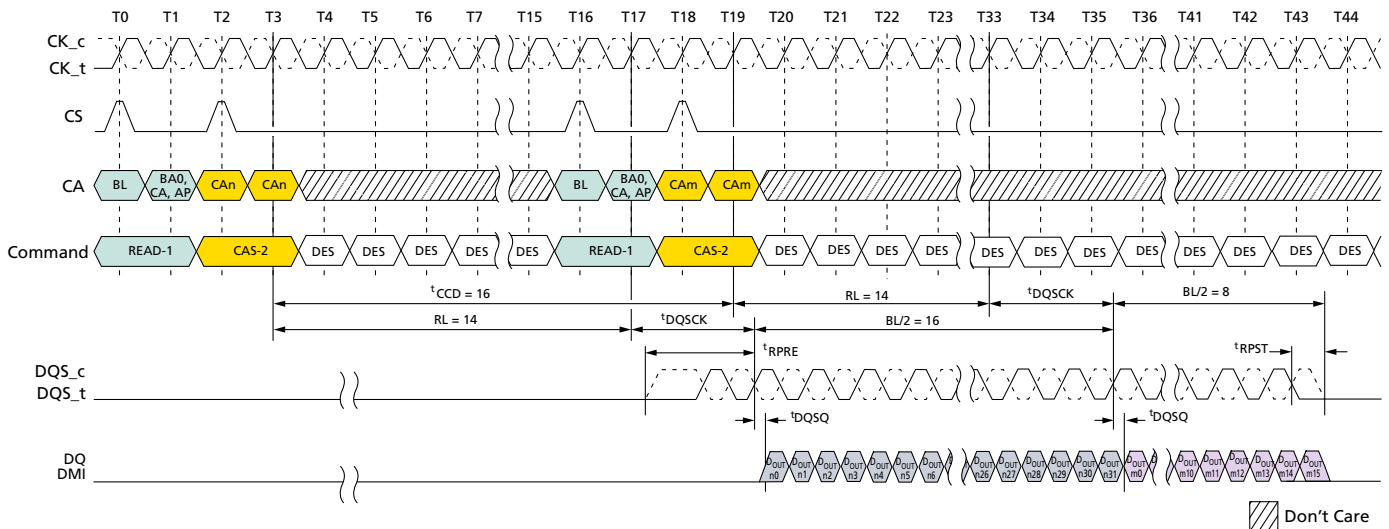 T0 T1 T2 T3 T4 T5 T6 T7 T15 T16 T17 T18 T19 T20 T21 T22 T23 T33 T34 T35 T36 T41 T42 T43 T44
CK_c
CK_t
CS
CA BL BA0, CA, AP CAn CAn BL BA0, CA, AP CAm CAm
Command READ-1 CAS-2 DES DES DES DES DES READ-1 CAS-2 DES DES DES DES DES DES DES DES DES DES DES DES
tCCD = 16 RL = 14 tDQSCK BL/2 = 8
RL = 14 tDQSCK BL/2 = 16
tRPRE tRPST
DQS_c
DQS_t
tDQSQ tDQSQ
DQ
DMI
DOUT n0 DOUT n1 DOUT n2 DOUT n3 DOUT n4 DOUT n5 DOUT n6 DOUT n26 DOUT n27 DOUT n28 DOUT n29 DOUT n30 DOUT n31 DOUT m0 DOUT m10 DOUT m11 DOUT m12 DOUT m13 DOUT m14 DOUT m15
Don't Care